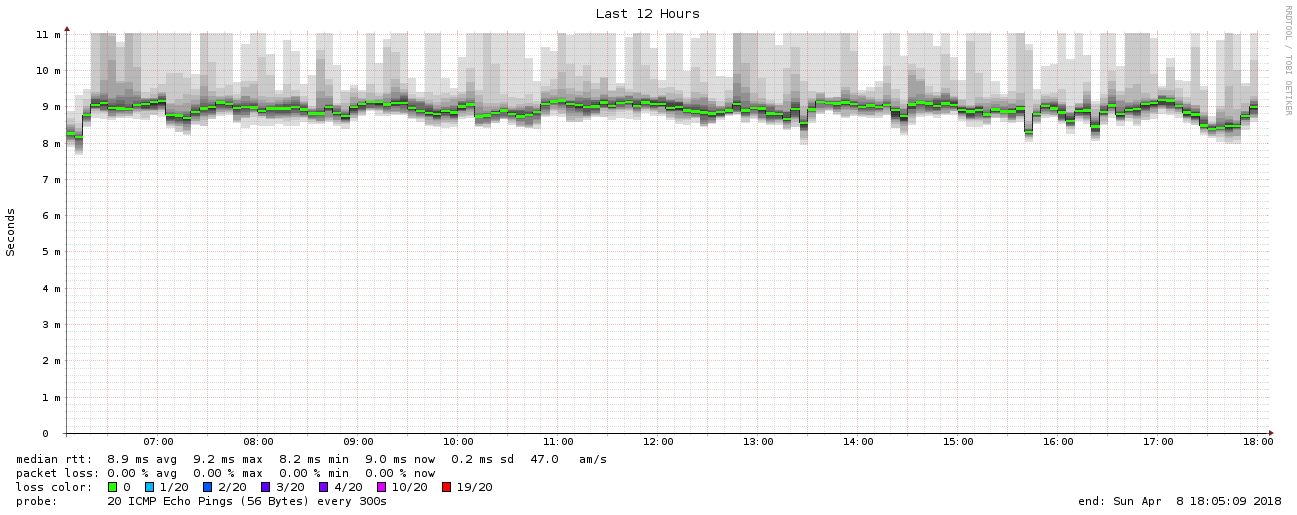 Last 12 Hours
RRDTOOL / TOBI OETIKER
Seconds
11 m
10 m
9 m
8 m
7 m
6 m
5 m
4 m
3 m
2 m
1 m
0
07:00 08:00 09:00 10:00 11:00 12:00 13:00 14:00 15:00 16:00 17:00 18:00
median rtt: 8.9 ms avg 9.2 ms max 8.2 ms min 9.0 ms now 0.2 ms sd 47.0 am/s
packet loss: 0.00 % avg 0.00 % max 0.00 % min 0.00 % now
loss color: 0 1/20 2/20 3/20 4/20 10/20 19/20
probe: 20 ICMP Echo Pings (56 Bytes) every 300s end: Sun Apr 8 18:05:09 2018